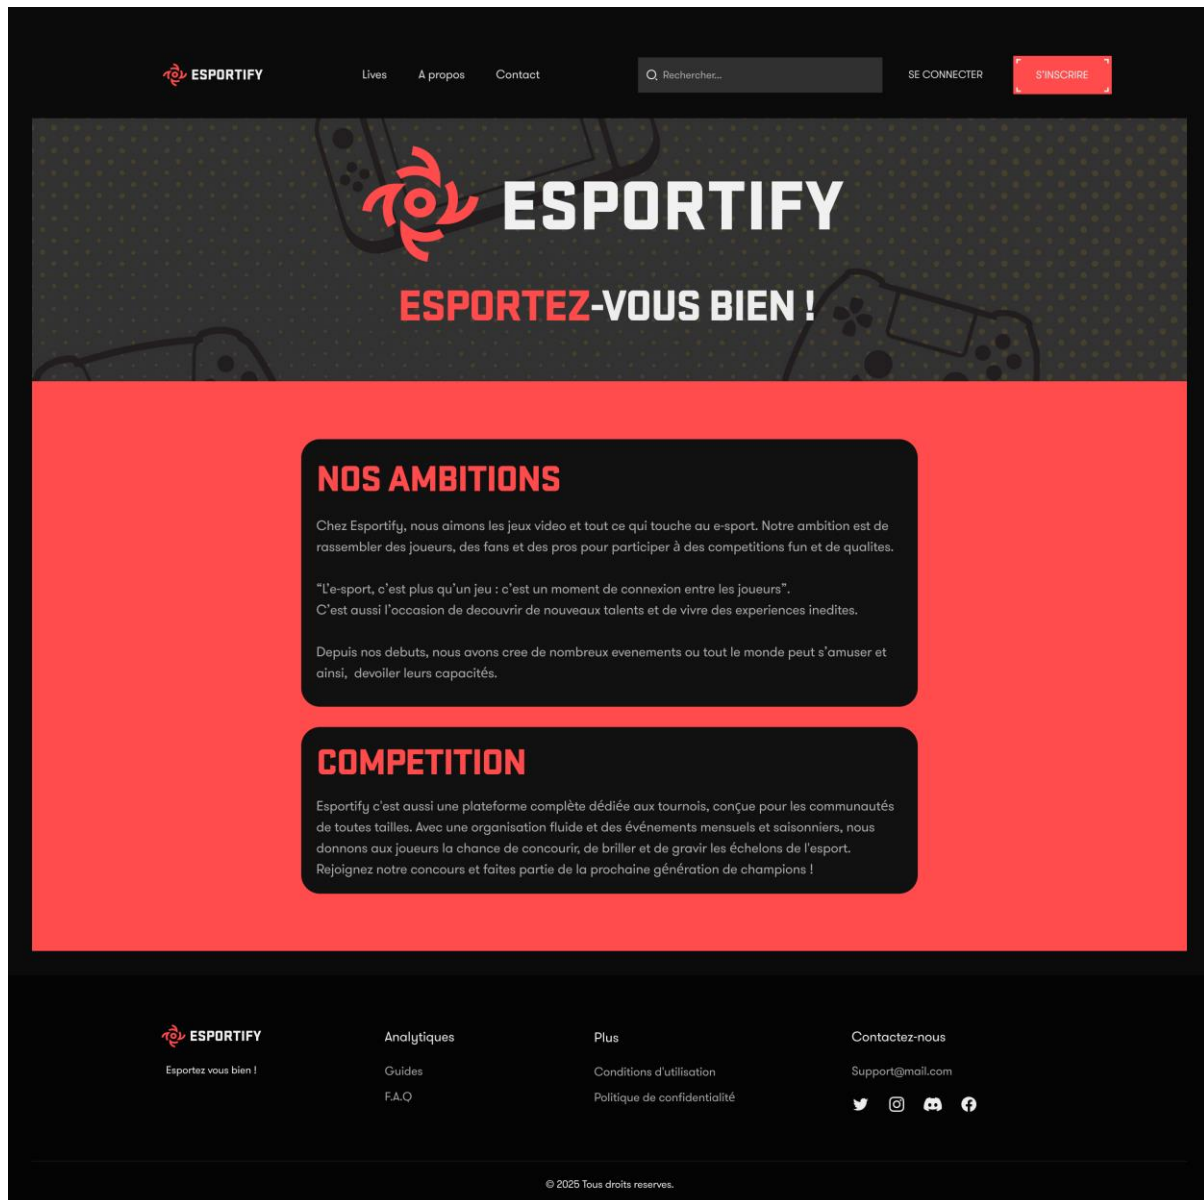 ESPORTIFY
Lives
A propos
Contact
Rechercher...
SE CONNECTER
S'INSCRIRE
ESPORTIFY
ESPORTEZ-VOUS BIEN !
NOS AMBITIONS
Chez Esportify, nous aimons les jeux video et tout ce qui touche au e-sport. Notre ambition est de
rassembler des joueurs, des fans et des pros pour participer à des competitions fun et de qualites.
“L’e-sport, c’est plus qu’un jeu : c’est un moment de connexion entre les joueurs”.
C’est aussi l’occasion de decouvrir de nouveaux talents et de vivre des experiences inedites.
Depuis nos debuts, nous avons cree de nombreux evenements ou tout le monde peut s’amuser et
ainsi, devoiler leurs capacités.
COMPETITION
Esportify c'est aussi une plateforme complète dédiée aux tournois, conçue pour les communautés
de toutes tailles. Avec une organisation fluide et des événements mensuels et saisonniers, nous
donnons aux joueurs la chance de concourir, de briller et de gravir les échelons de l'esport.
Rejoignez notre concours et faites partie de la prochaine génération de champions !
ESPORTIFY
Esportez vous bien !
Analytiques
Guides
F.A.Q
Plus
Conditions d'utilisation
Politique de confidentialité
Contactez-nous
Support@mail.com
© 2025 Tous droits reserves.